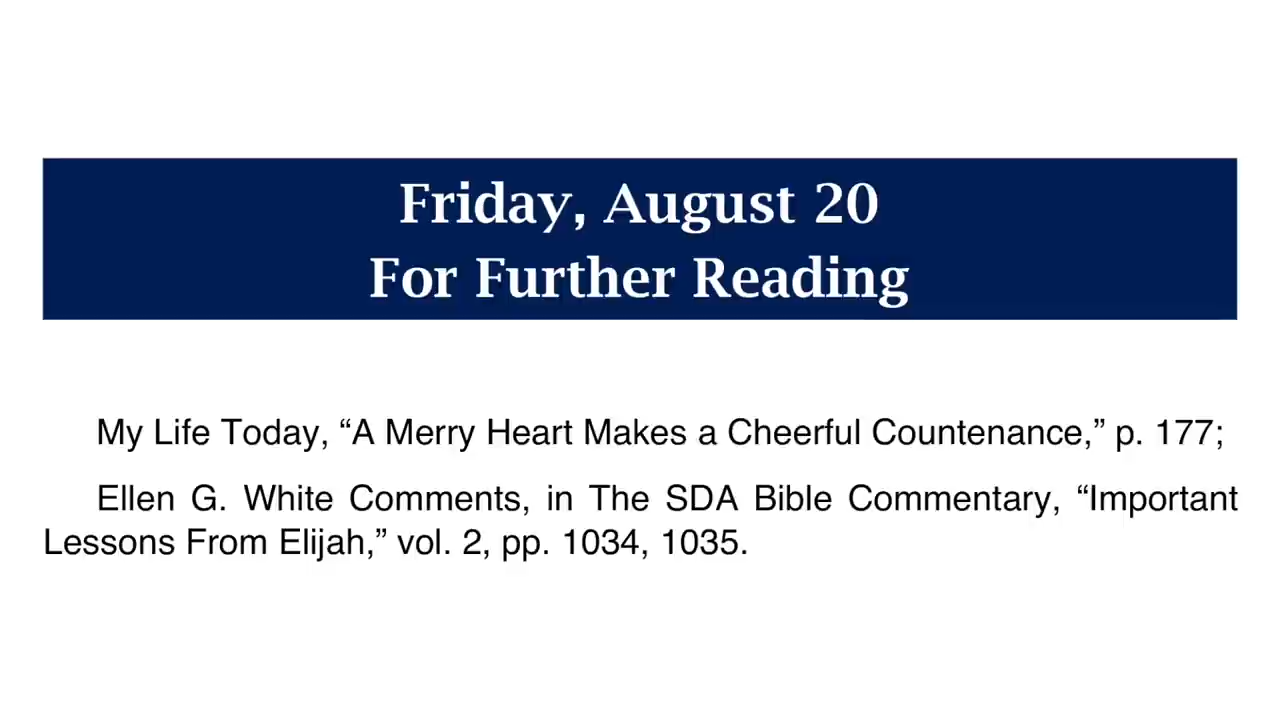 Friday, August 20
For Further Reading
My Life Today, “A Merry Heart Makes a Cheerful Countenance,” p. 177;
Ellen G. White Comments, in The SDA Bible Commentary, “Important
Lessons From Elijah,” vol. 2, pp. 1034, 1035.